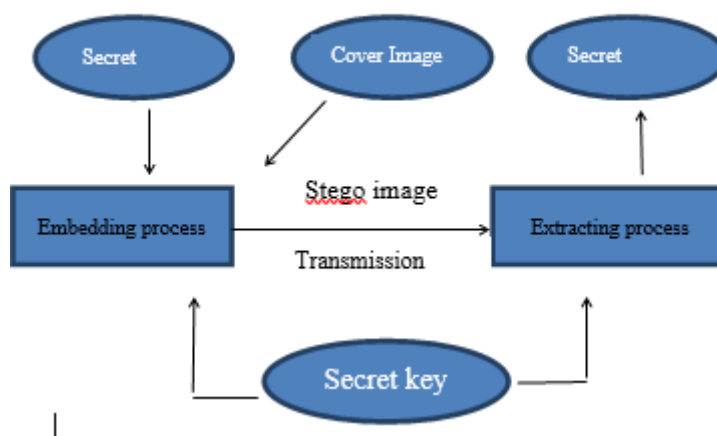 Secret
Cover Image
Secret
Stego image
Embedding process
Extracting process
Transmission
Secret key